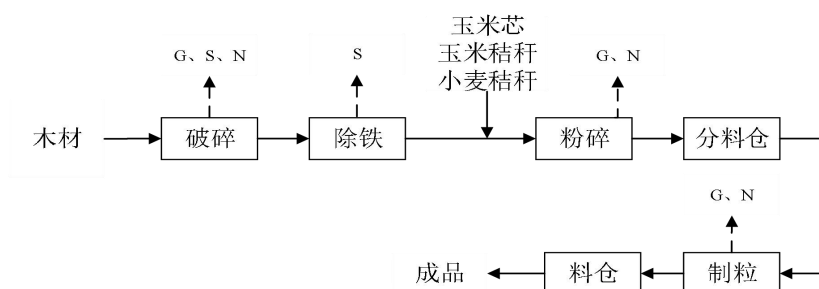 玉米芯
玉米秸秆
小麦秸秆
G、S、N
S
G、N
木材
破碎
除铁
粉碎
分料仓
G、N
成品
料仓
制粒